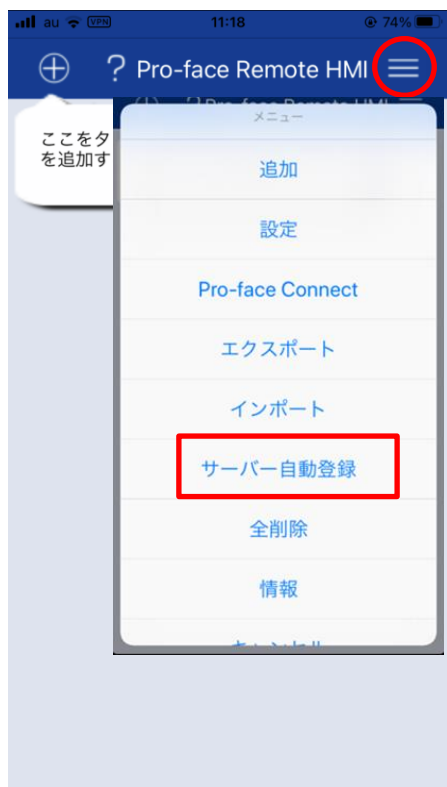 au VPN 11:18 74%
? Pro-face Remote HMI
メニュー
ここをタ
を追加す
追加
設定
Pro-face Connect
エクスポート
インポート
サーバー自動登録
全削除
情報